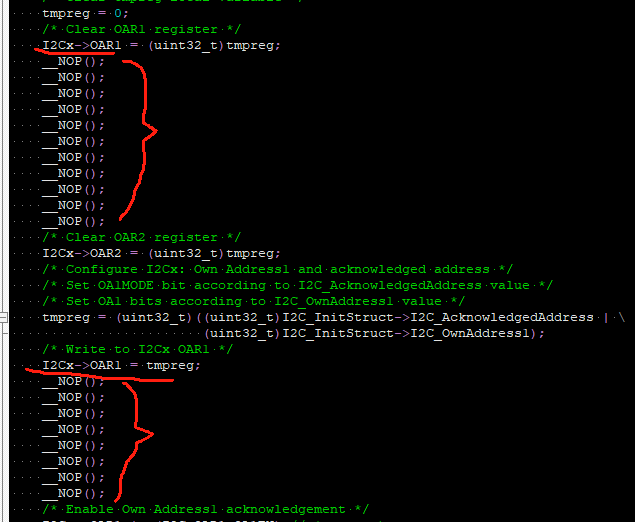 tmpreg = 0;
/* Clear OAR1 register */
I2Cx->OAR1 = (uint32_t)tmpreg;
__NOP();
__NOP();
__NOP();
__NOP();
__NOP();
__NOP();
__NOP();
__NOP();
__NOP();
__NOP();
__NOP();
/* Clear OAR2 register */
I2Cx->OAR2 = (uint32_t)tmpreg;
/* Configure I2Cx: Own Address1 and acknowledged address */
/* Set OA1MODE bit according to I2C_AcknowledgedAddress value */
/* Set OA1 bits according to I2C_OwnAddress1 value */
tmpreg = (uint32_t)((uint32_t)I2C_InitStruct->I2C_AcknowledgedAddress | \
(uint32_t)I2C_InitStruct->I2C_OwnAddress1);
/* Write to I2Cx OAR1 */
I2Cx->OAR1 = tmpreg;
__NOP();
__NOP();
__NOP();
__NOP();
__NOP();
__NOP();
__NOP();
__NOP();
/* Enable Own Address1 acknowledgement */